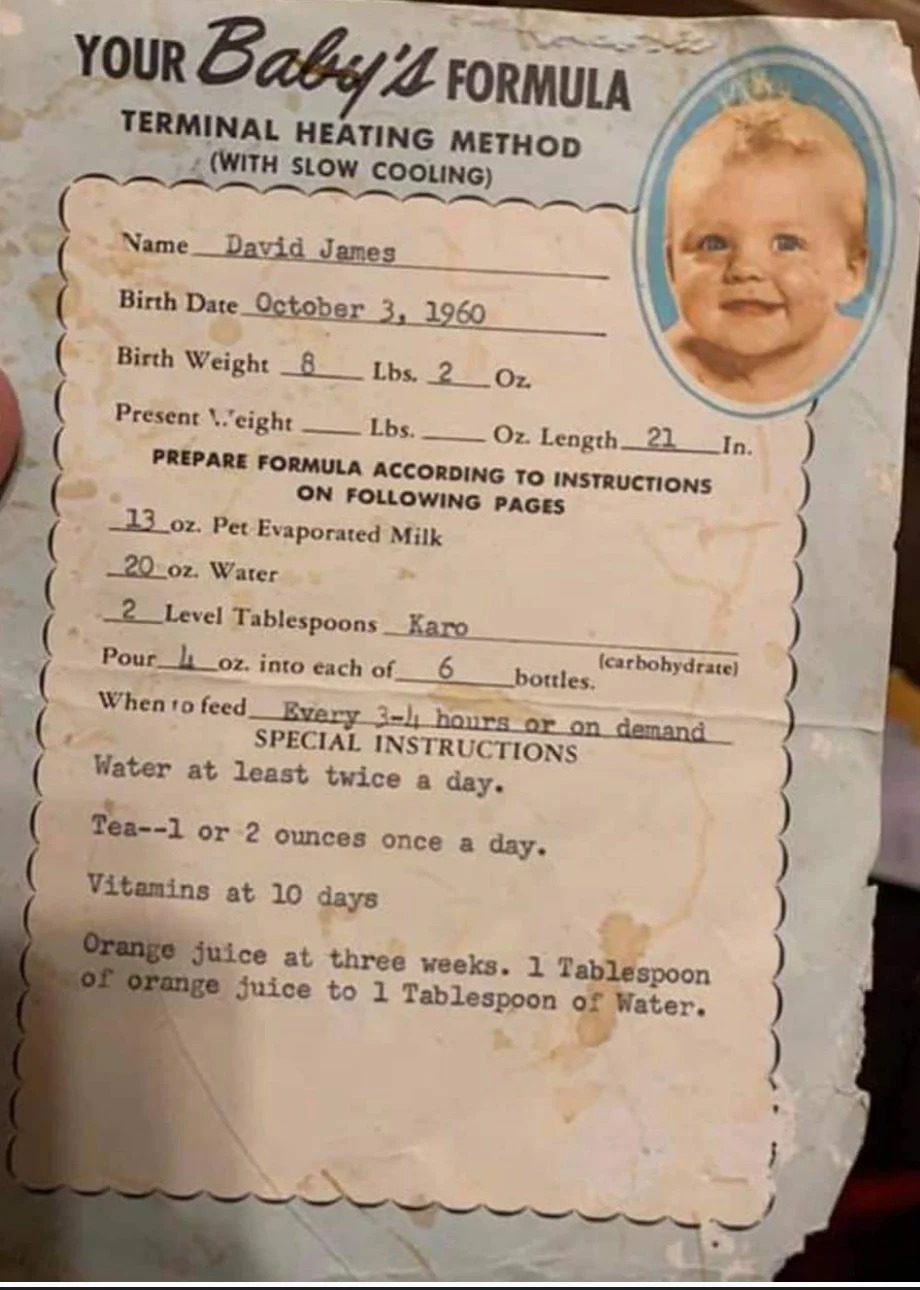 YOUR Baby's FORMULA
TERMINAL HEATING METHOD
(WITH SLOW COOLING)
Name David James
Birth Date October 3, 1960
Birth Weight 8 Lbs. 2 Oz.
Present Weight ____ Lbs. ____ Oz. Length 21 In.
PREPARE FORMULA ACCORDING TO INSTRUCTIONS
ON FOLLOWING PAGES
13 oz. Pet Evaporated Milk
20 oz. Water
2 Level Tablespoons Karo
(carbohydrate)
Pour 4 oz. into each of 6 bottles.
When to feed Every 3-4 hours or on demand
SPECIAL INSTRUCTIONS
Water at least twice a day.
Tea--1 or 2 ounces once a day.
Vitamins at 10 days
Orange juice at three weeks. 1 Tablespoon
of orange juice to 1 Tablespoon of Water.